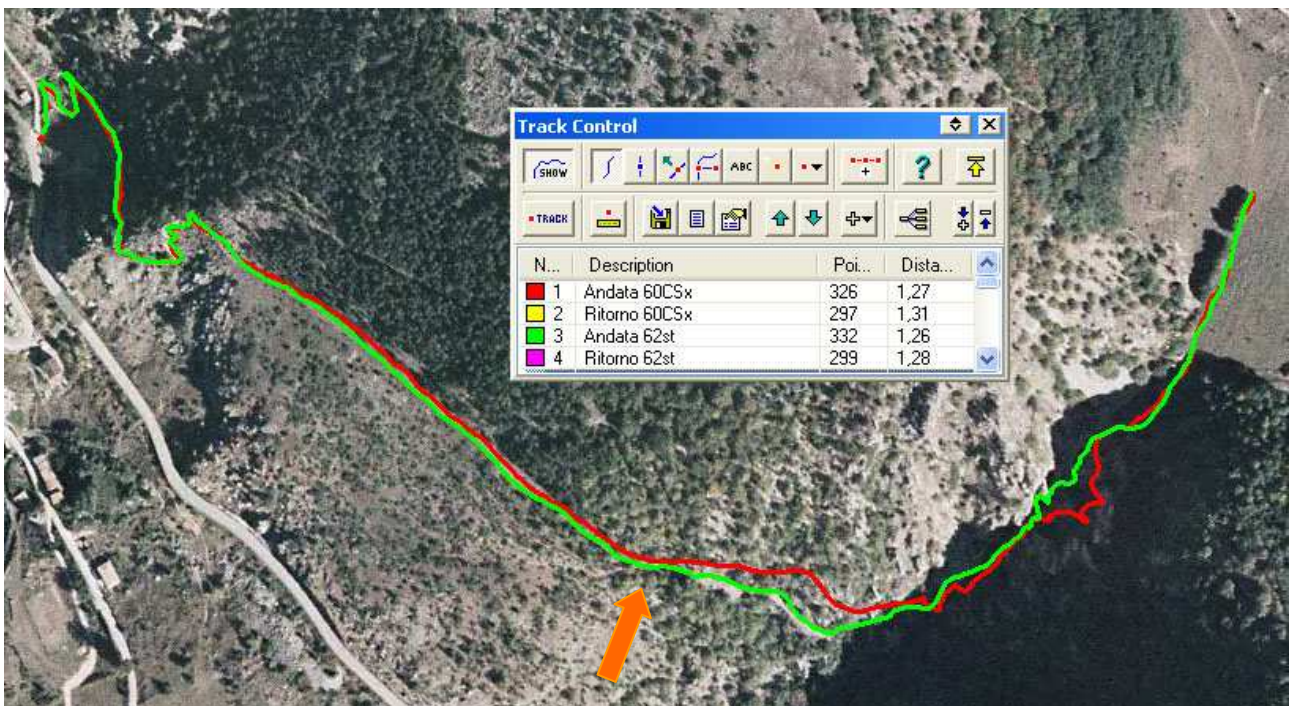 Track Control
SHOW ABC ?
TRACK
N... Description Poi... Dista...
1 Andata 60CSx 326 1,27
2 Ritorno 60CSx 297 1,31
3 Andata 62st 332 1,26
4 Ritorno 62st 299 1,28